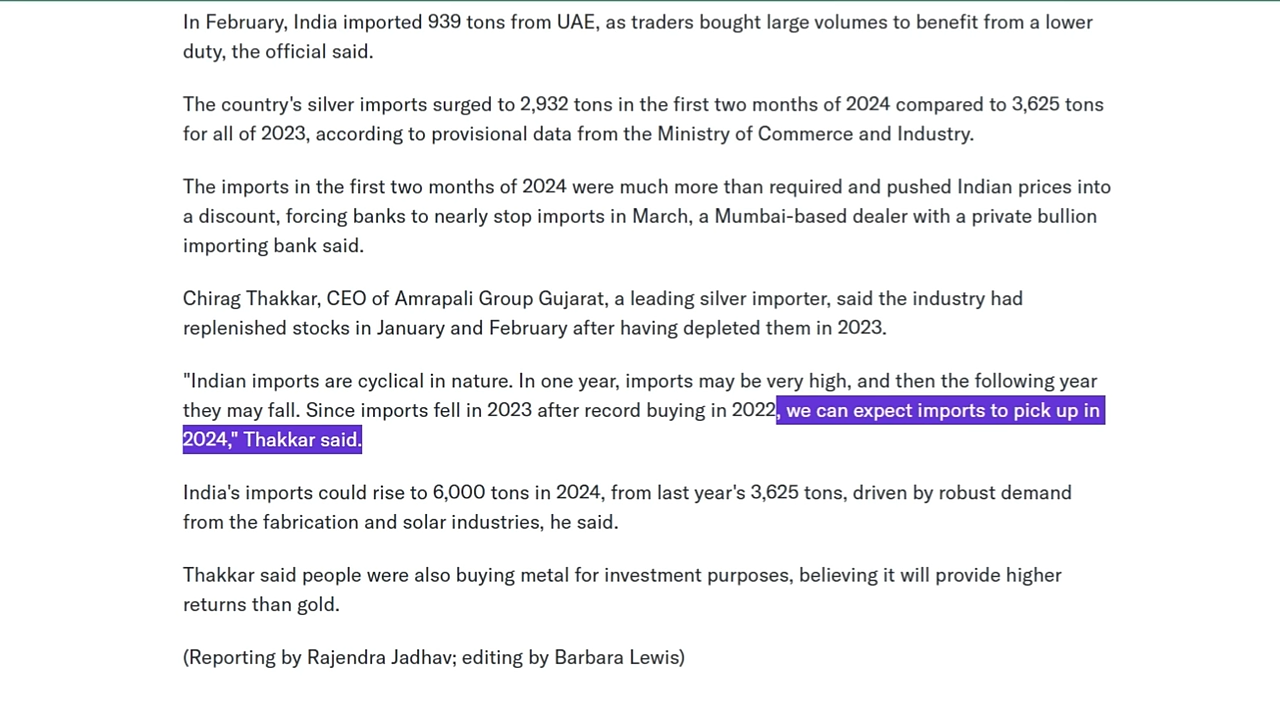 In February, India imported 939 tons from UAE, as traders bought large volumes to benefit from a lower
duty, the official said.
The country's silver imports surged to 2,932 tons in the first two months of 2024 compared to 3,625 tons
for all of 2023, according to provisional data from the Ministry of Commerce and Industry.
The imports in the first two months of 2024 were much more than required and pushed Indian prices into
a discount, forcing banks to nearly stop imports in March, a Mumbai-based dealer with a private bullion
importing bank said.
Chirag Thakkar, CEO of Amrapali Group Gujarat, a leading silver importer, said the industry had
replenished stocks in January and February after having depleted them in 2023.
"Indian imports are cyclical in nature. In one year, imports may be very high, and then the following year
they may fall. Since imports fell in 2023 after record buying in 2022, we can expect imports to pick up in
2024," Thakkar said.
India's imports could rise to 6,000 tons in 2024, from last year's 3,625 tons, driven by robust demand
from the fabrication and solar industries, he said.
Thakkar said people were also buying metal for investment purposes, believing it will provide higher
returns than gold.
(Reporting by Rajendra Jadhav; editing by Barbara Lewis)